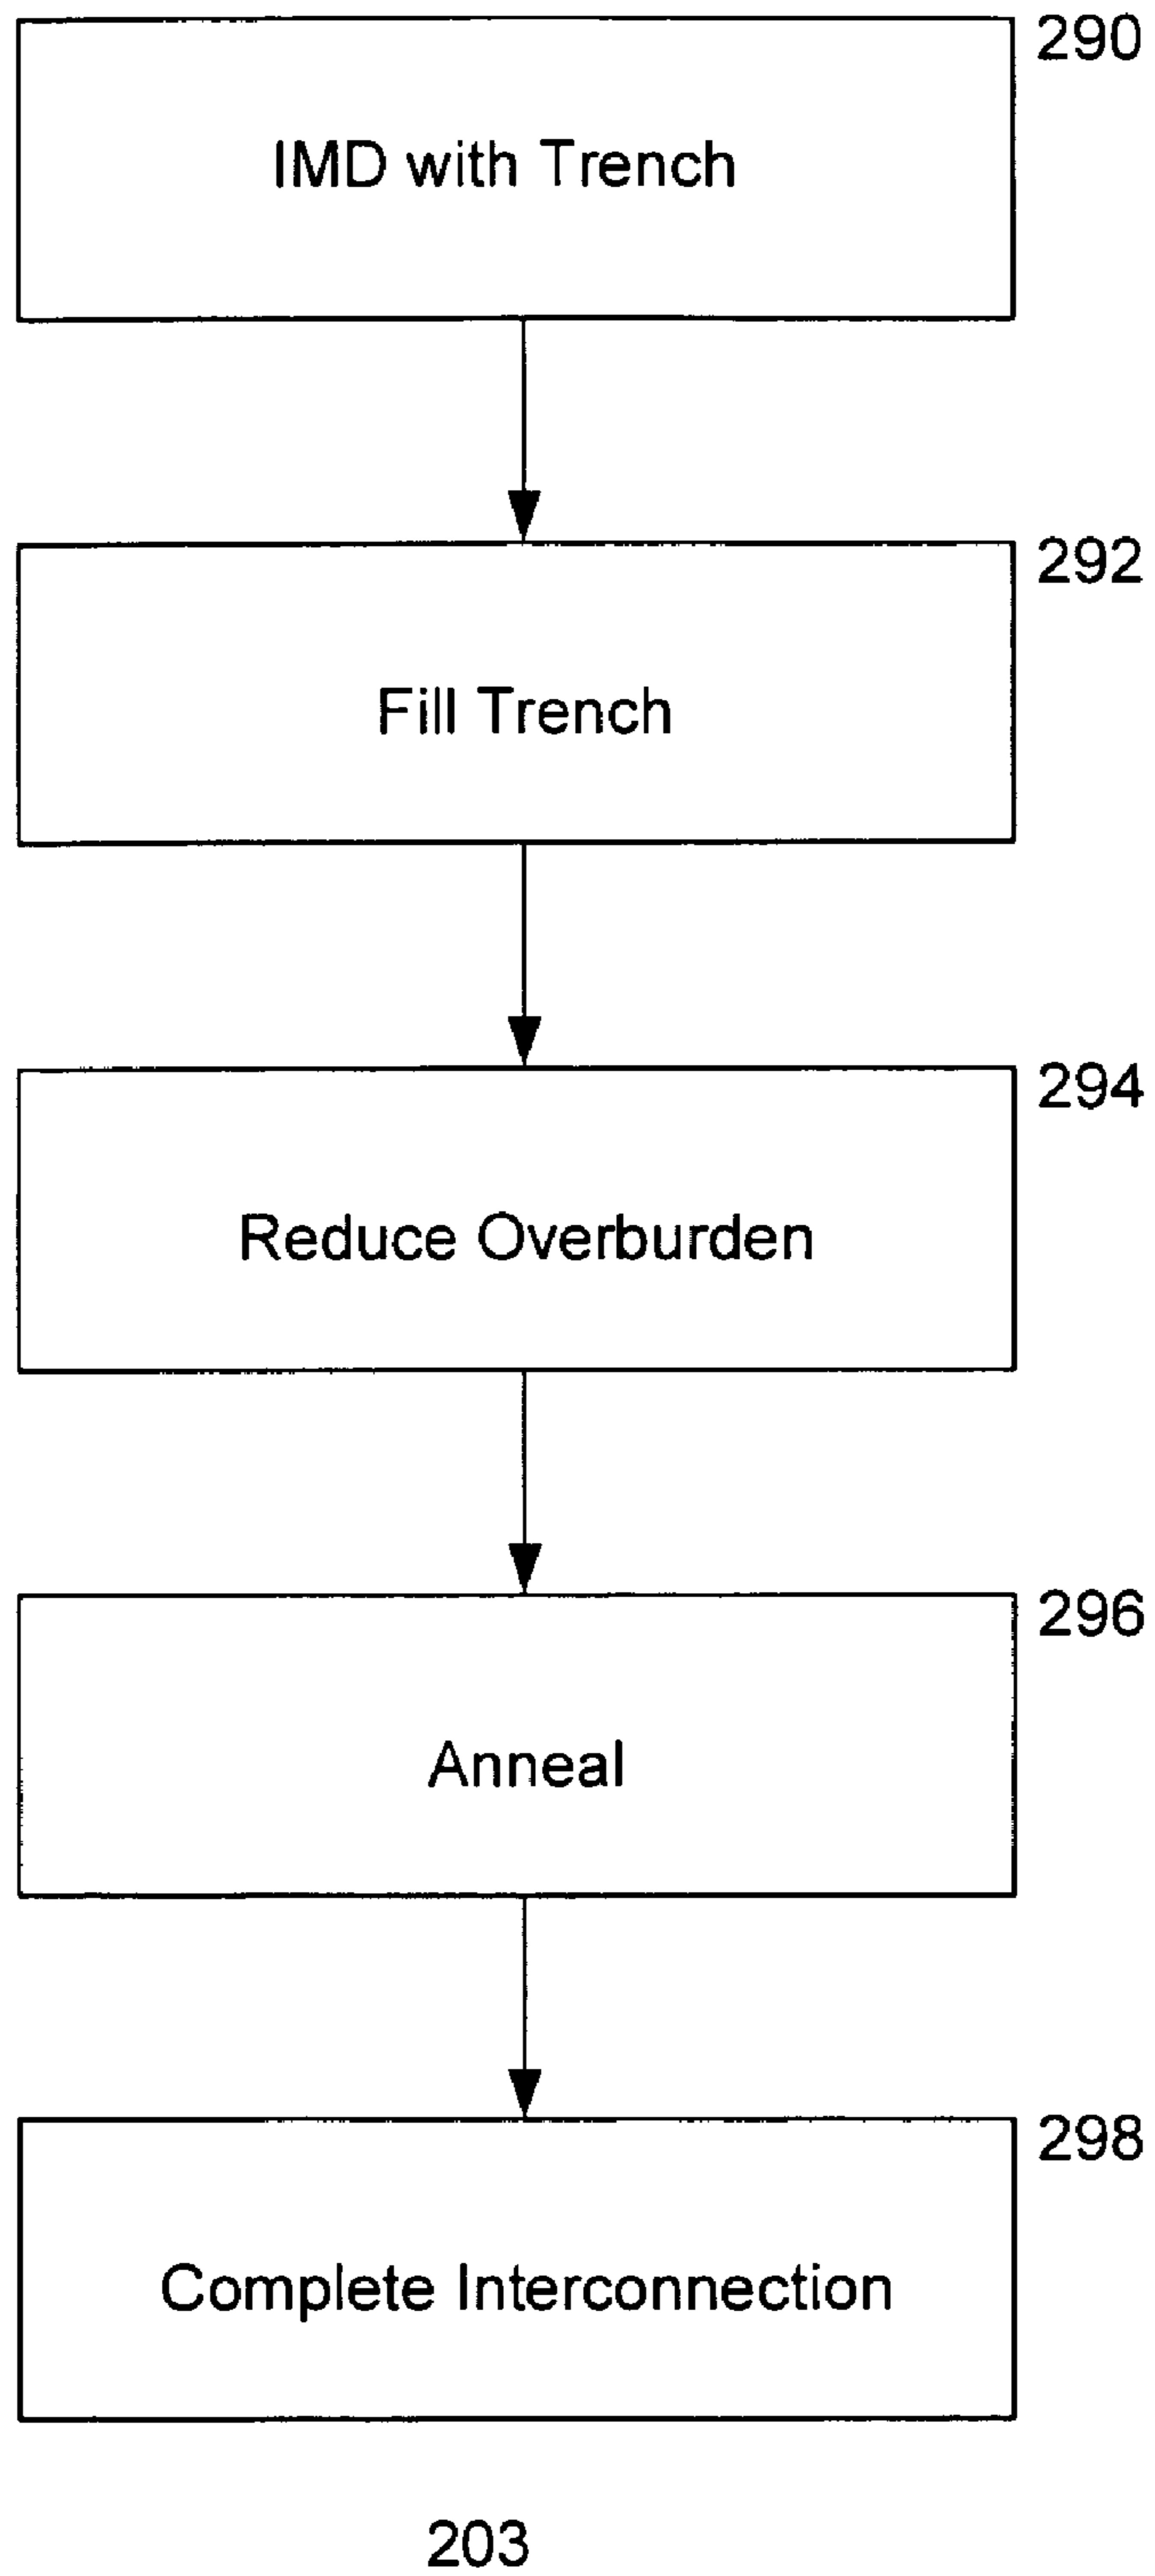 290
IMD with Trench
292
Fill Trench
294
Reduce Overburden
296
Anneal
298
Complete Interconnection
203